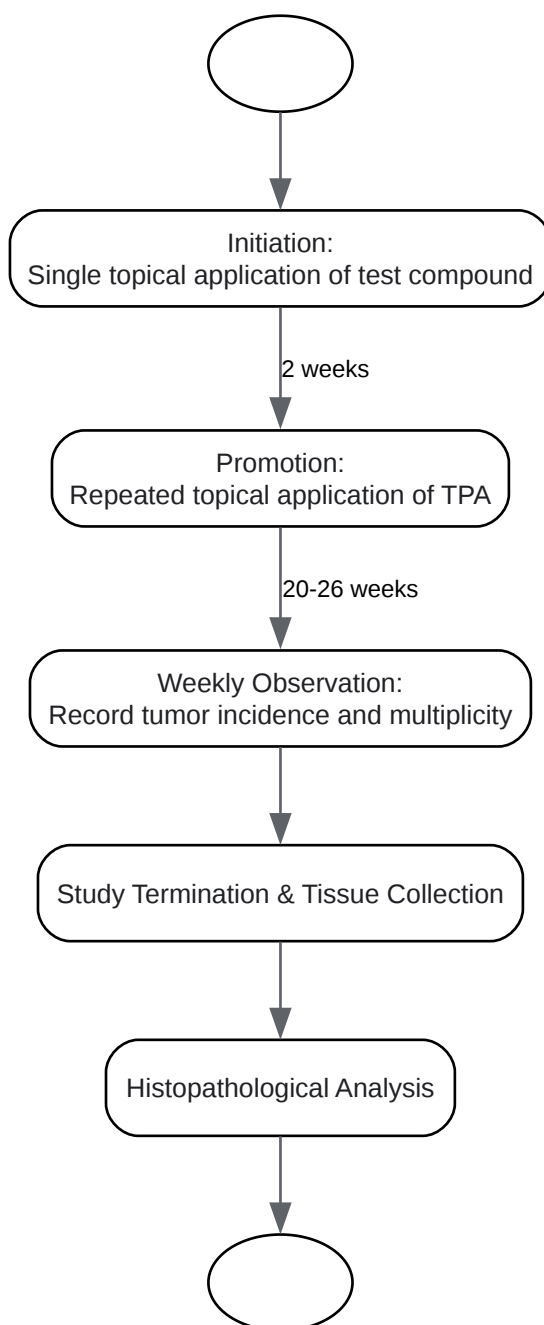 Initiation:
Single topical application of test compound
2 weeks
Promotion:
Repeated topical application of TPA
20-26 weeks
Weekly Observation:
Record tumor incidence and multiplicity
Study Termination & Tissue Collection
Histopathological Analysis